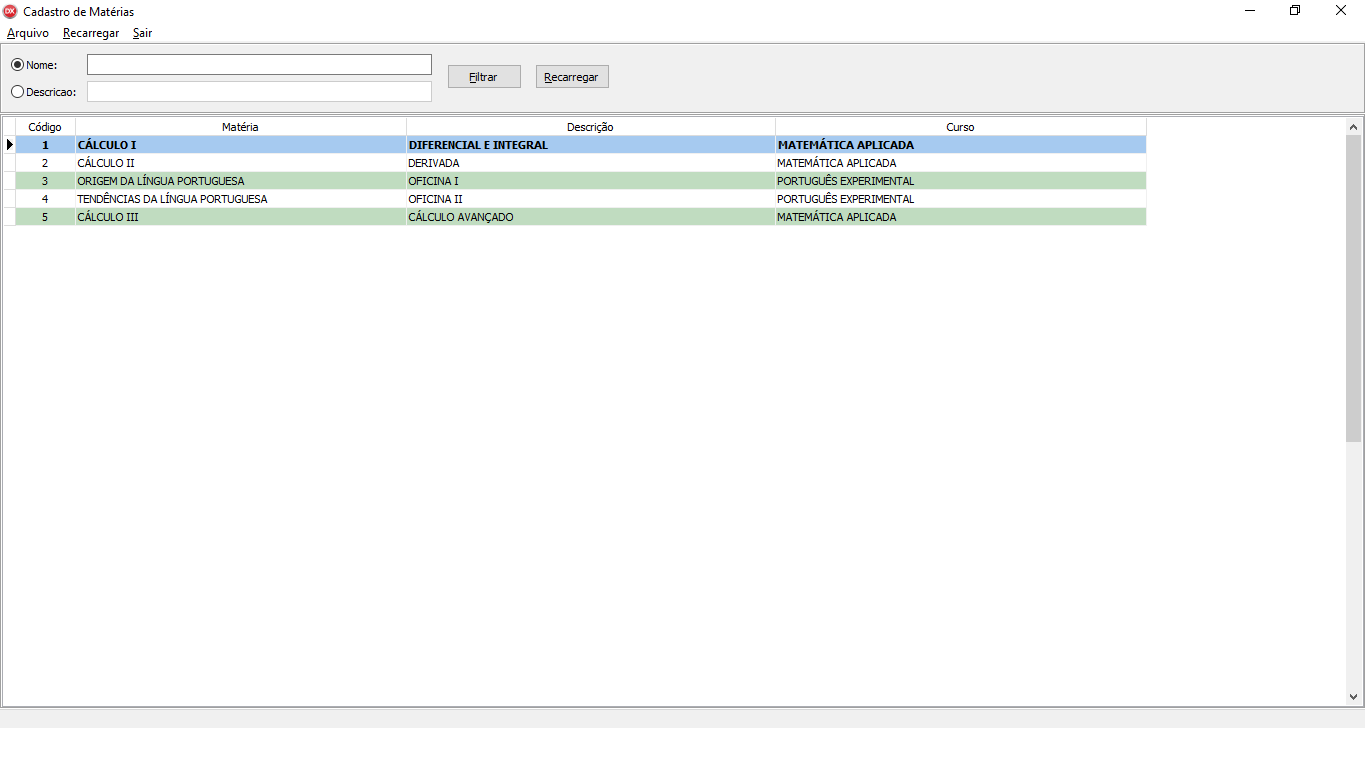 DX Cadastro de Matérias
Arquivo Recarregar Sair
Nome:
Filtrar Recarregar
Descricao:
Código Matéria Descrição Curso
1 CÁLCULO I DIFERENCIAL E INTEGRAL MATEMÁTICA APLICADA
2 CÁLCULO II DERIVADA MATEMÁTICA APLICADA
3 ORIGEM DA LÍNGUA PORTUGUESA OFICINA I PORTUGUÊS EXPERIMENTAL
4 TENDÊNCIAS DA LÍNGUA PORTUGUESA OFICINA II PORTUGUÊS EXPERIMENTAL
5 CÁLCULO III CÁLCULO AVANÇADO MATEMÁTICA APLICADA